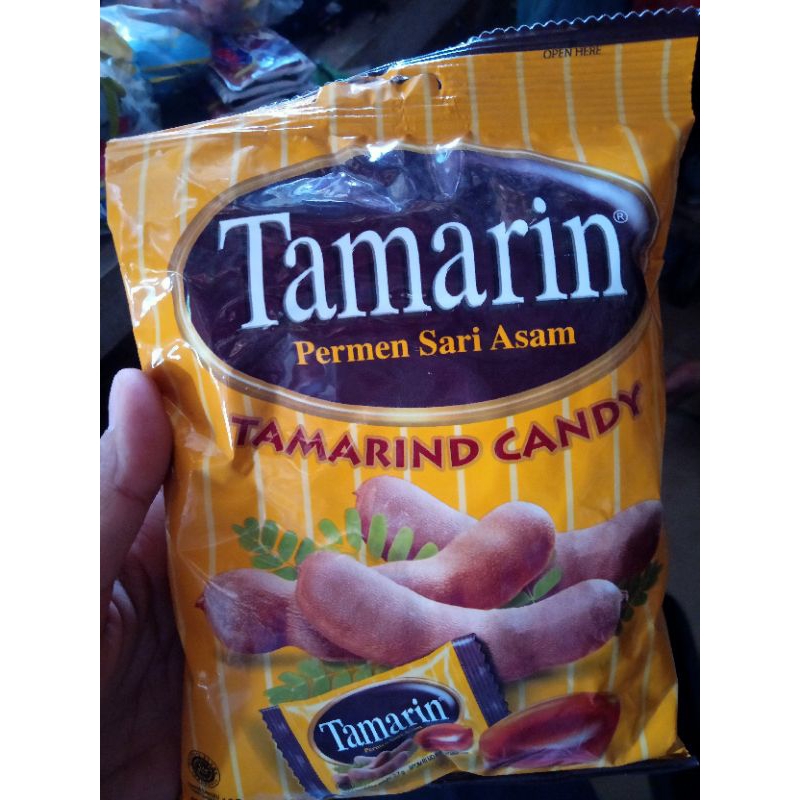 OPEN HERE
Tamarin®
Permen Sari Asam
TAMARIND CANDY
Tamarin